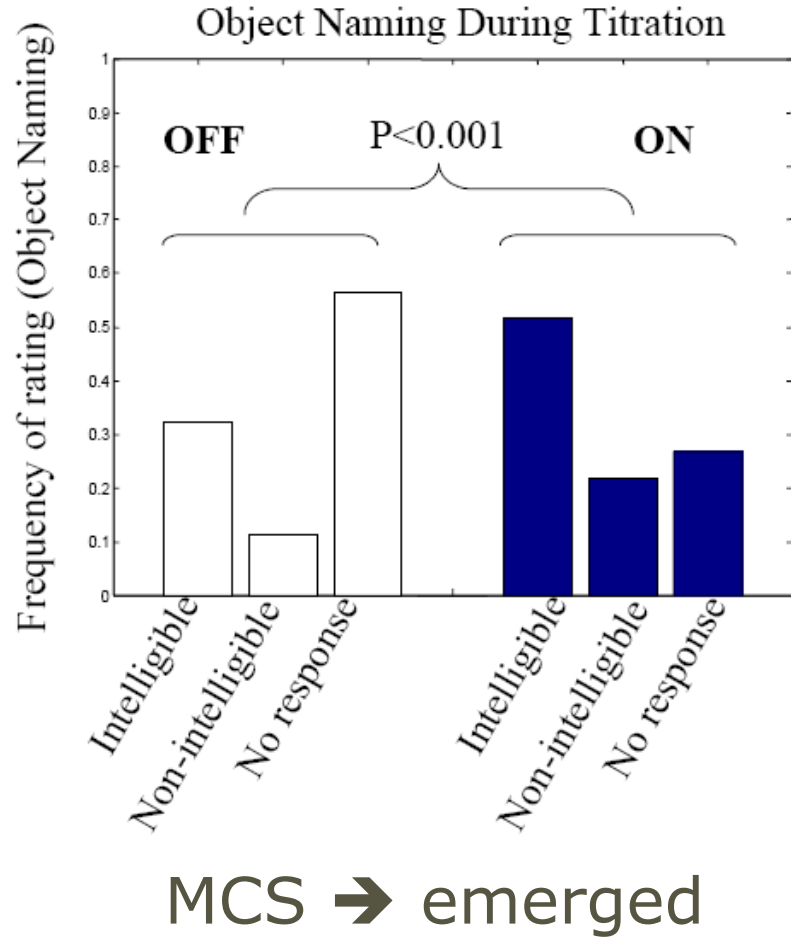 Object Naming During Titration
Frequency of rating (Object Naming)
1
0.9
0.8
0.7
0.6
0.5
0.4
0.3
0.2
0.1
0
OFF
P<0.001
ON
Intelligible
Non-intelligible
No response
Intelligible
Non-intelligible
No response
MCS ➔ emerged